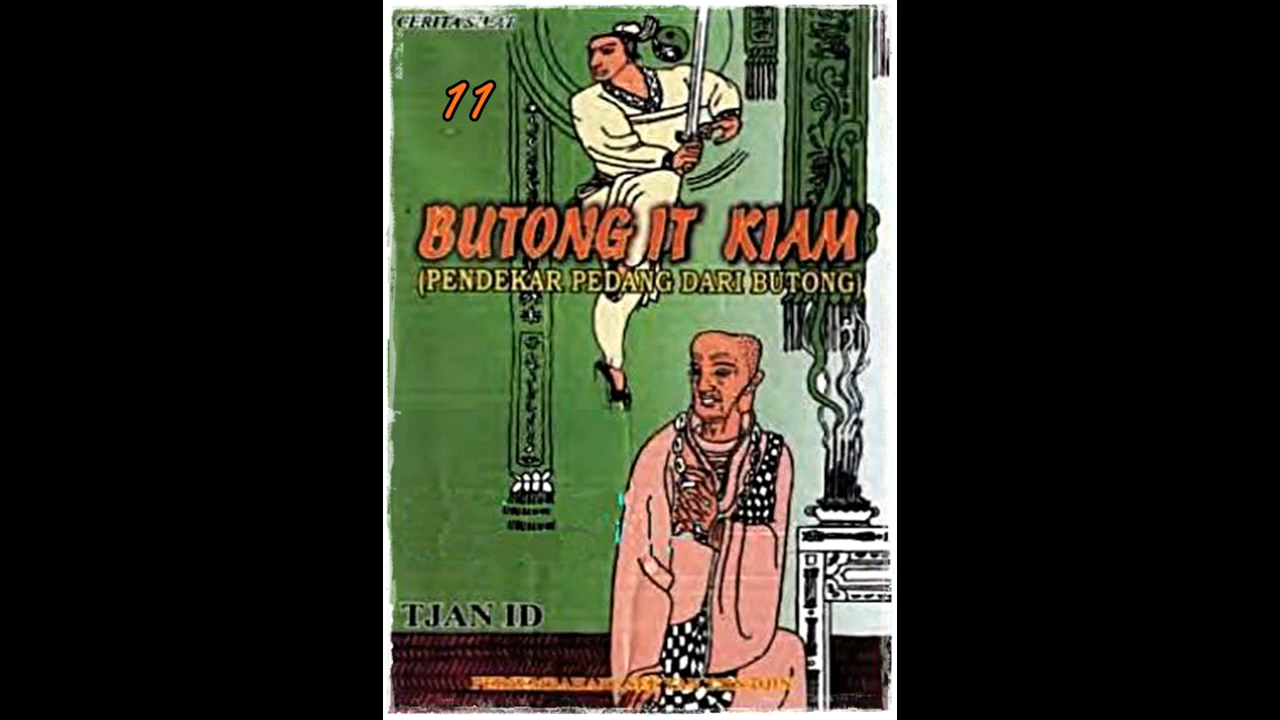 CERITA SILAT
11
BUTONG IT KIAM
(PENDEKAR PEDANG DARI BUTONG)
TJAN ID